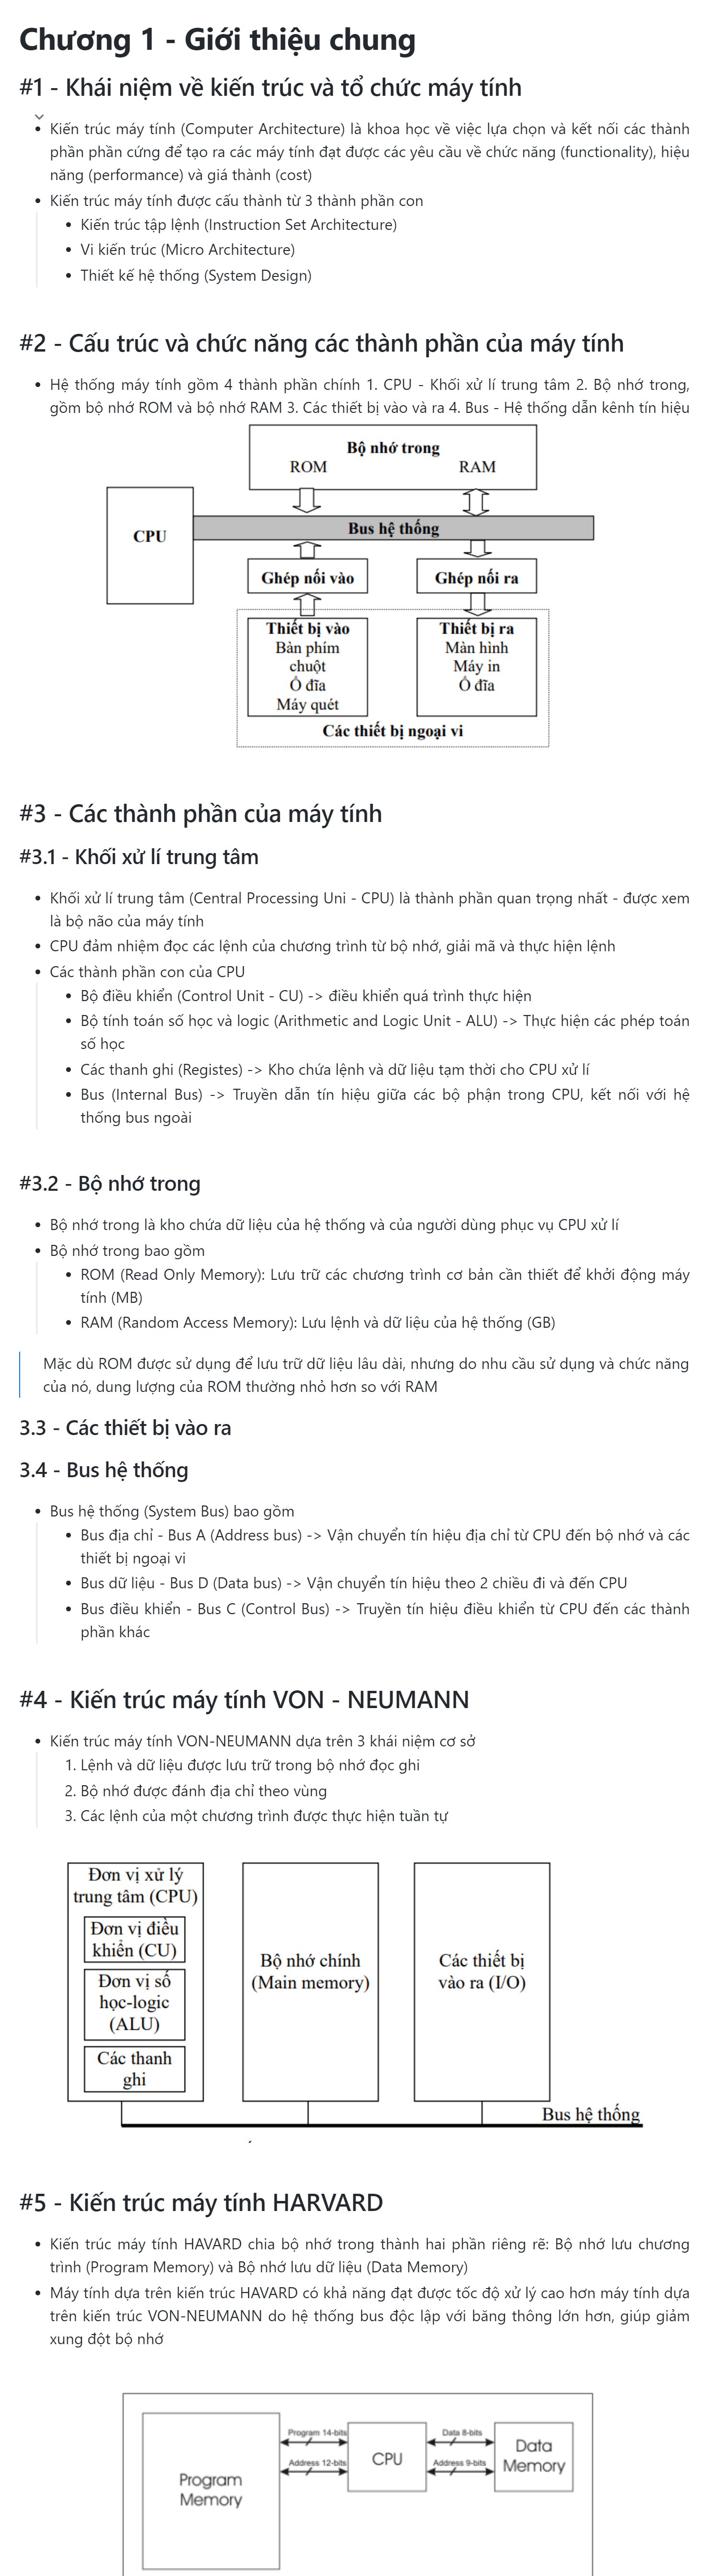 Chương 1 - Giới thiệu chung
#1 - Khái niệm về kiến trúc và tổ chức máy tính
Kiến trúc máy tính (Computer Architecture) là khoa học về việc lựa chọn và kết nối các thành
phần phần cứng để tạo ra các máy tính đạt được các yêu cầu về chức năng (functionality), hiệu
năng (performance) và giá thành (cost)
Kiến trúc máy tính được cấu thành từ 3 thành phần con
Kiến trúc tập lệnh (Instruction Set Architecture)
Vi kiến trúc (Micro Architecture)
Thiết kế hệ thống (System Design)
#2 - Cấu trúc và chức năng các thành phần của máy tính
Hệ thống máy tính gồm 4 thành phần chính 1. CPU - Khối xử lí trung tâm 2. Bộ nhớ trong,
gồm bộ nhớ ROM và bộ nhớ RAM 3. Các thiết bị vào và ra 4. Bus - Hệ thống dẫn kênh tín hiệu
Bộ nhớ trong
ROM RAM
CPU
Bus hệ thống
Ghép nối vào Ghép nối ra
Thiết bị vào
Bàn phím
chuột
Ổ đĩa
Máy quét
Thiết bị ra
Màn hình
Máy in
Ổ đĩa
Các thiết bị ngoại vi
#3 - Các thành phần của máy tính
#3.1 - Khối xử lí trung tâm
Khối xử lí trung tâm (Central Processing Uni - CPU) là thành phần quan trọng nhất - được xem
là bộ não của máy tính
CPU đảm nhiệm đọc các lệnh của chương trình từ bộ nhớ, giải mã và thực hiện lệnh
Các thành phần con của CPU
Bộ điều khiển (Control Unit - CU) -> điều khiển quá trình thực hiện
Bộ tính toán số học và logic (Arithmetic and Logic Unit - ALU) -> Thực hiện các phép toán
số học
Các thanh ghi (Registes) -> Kho chứa lệnh và dữ liệu tạm thời cho CPU xử lí
Bus (Internal Bus) -> Truyền dẫn tín hiệu giữa các bộ phận trong CPU, kết nối với hệ
thống bus ngoài
#3.2 - Bộ nhớ trong
Bộ nhớ trong là kho chứa dữ liệu của hệ thống và của người dùng phục vụ CPU xử lí
Bộ nhớ trong bao gồm
ROM (Read Only Memory): Lưu trữ các chương trình cơ bản cần thiết để khởi động máy
tính (MB)
RAM (Random Access Memory): Lưu lệnh và dữ liệu của hệ thống (GB)
Mặc dù ROM được sử dụng để lưu trữ dữ liệu lâu dài, nhưng do nhu cầu sử dụng và chức năng
của nó, dung lượng của ROM thường nhỏ hơn so với RAM
3.3 - Các thiết bị vào ra
3.4 - Bus hệ thống
Bus hệ thống (System Bus) bao gồm
Bus địa chỉ - Bus A (Address bus) -> Vận chuyển tín hiệu địa chỉ từ CPU đến bộ nhớ và các
thiết bị ngoại vi
Bus dữ liệu - Bus D (Data bus) -> Vận chuyển tín hiệu theo 2 chiều đi và đến CPU
Bus điều khiển - Bus C (Control Bus) -> Truyền tín hiệu điều khiển từ CPU đến các thành
phần khác
#4 - Kiến trúc máy tính VON - NEUMANN
Kiến trúc máy tính VON-NEUMANN dựa trên 3 khái niệm cơ sở
1. Lệnh và dữ liệu được lưu trữ trong bộ nhớ đọc ghi
2. Bộ nhớ được đánh địa chỉ theo vùng
3. Các lệnh của một chương trình được thực hiện tuần tự
Đơn vị xử lý
trung tâm (CPU)
Đơn vị điều
khiển (CU)
Đơn vị số
học-logic
(ALU)
Các thanh
ghi
Bộ nhớ chính
(Main memory)
Các thiết bị
vào ra (I/O)
Bus hệ thống
#5 - Kiến trúc máy tính HARVARD
Kiến trúc máy tính HAVARD chia bộ nhớ trong thành hai phần riêng rẽ: Bộ nhớ lưu chương
trình (Program Memory) và Bộ nhớ lưu dữ liệu (Data Memory)
Máy tính dựa trên kiến trúc HAVARD có khả năng đạt được tốc độ xử lý cao hơn máy tính dựa
trên kiến trúc VON-NEUMANN do hệ thống bus độc lập với băng thông lớn hơn, giúp giảm
xung đột bộ nhớ
Program
Memory
Program 14-bits
Address 12-bits
CPU
Data 8-bits
Address 9-bits
Data
Memory